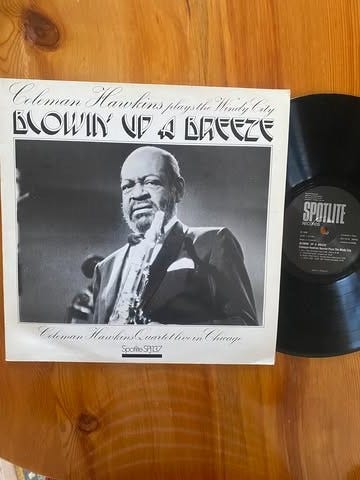 Coleman Hawkins plays the Windy City
BLOWIN' UP A BREEZE
Coleman Hawkins Quartet live in Chicago
Spotlite SPJ137
SPOTLITE
RECORDS
BLOWIN' UP A BREEZE